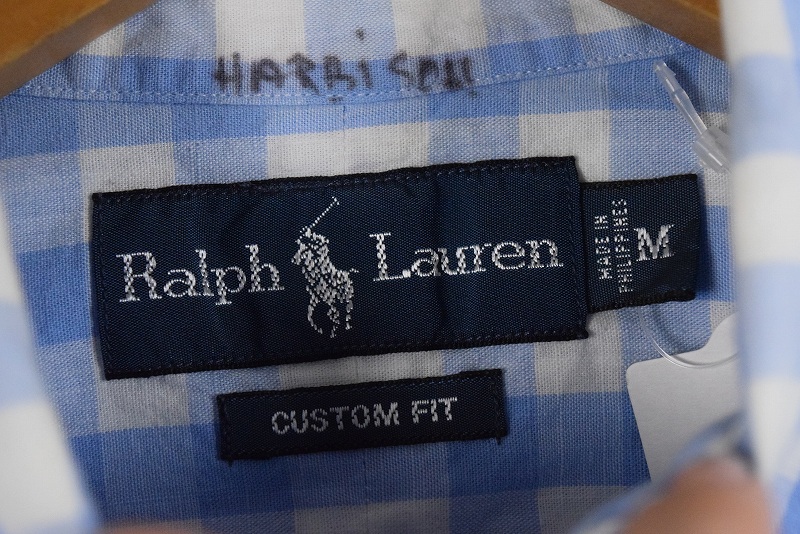 HARRiSON
Ralph Lauren
MADE IN
PHILIPPINES
M
CUSTOM FIT